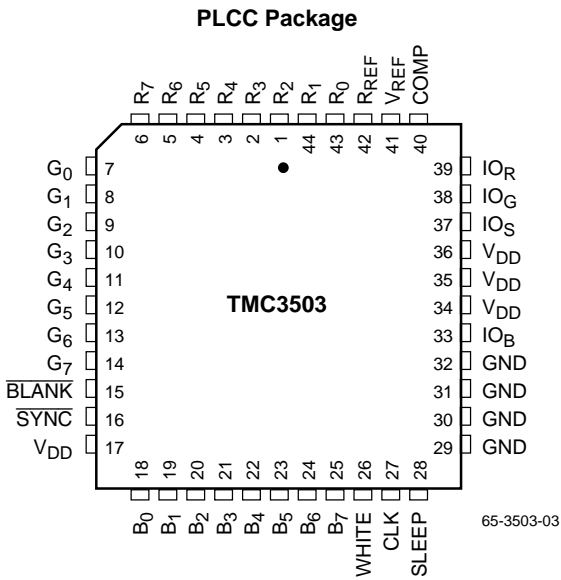 PLCC Package
R7 R6 R5 R4 R3 R2 R1 R0 RREF VREF COMP
6 5 4 3 2 1 44 43 42 41 40
G0 7
G1 8
G2 9
G3 10
G4 11
G5 12
G6 13
G7 14
BLANK 15
SYNC 16
VDD 17
TMC3503
39 IOR
38 IOG
37 IOS
36 VDD
35 VDD
34 VDD
33 IOB
32 GND
31 GND
30 GND
29 GND
18 19 20 21 22 23 24 25 26 27 28
B0 B1 B2 B3 B4 B5 B6 B7 WHITE CLK SLEEP
65-3503-03